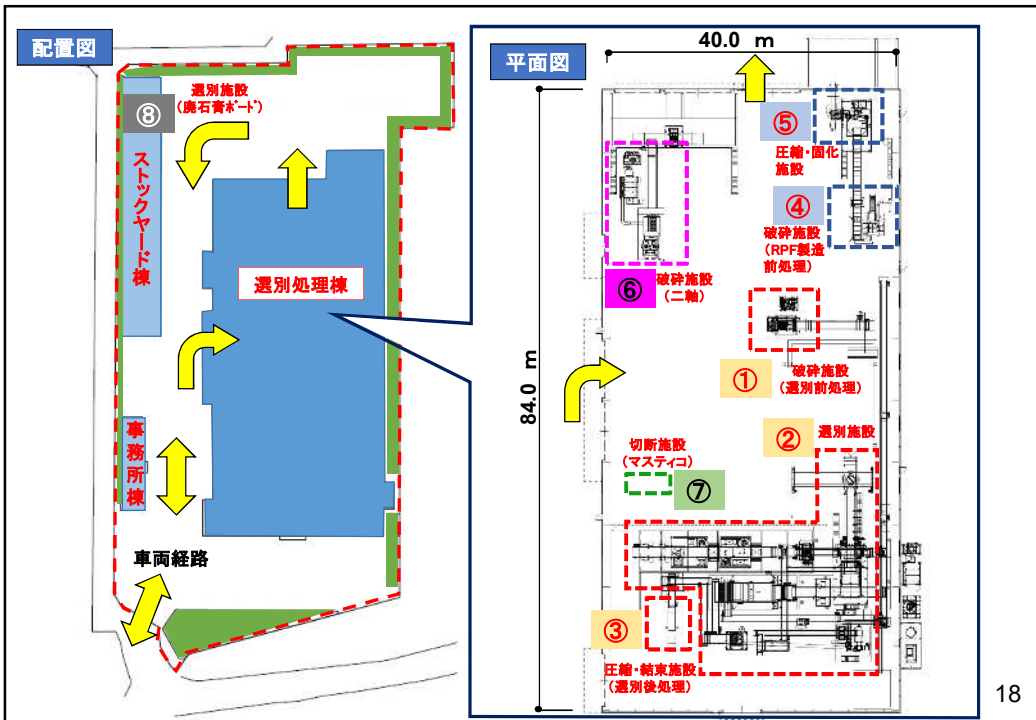 配置図
⑧
選別施設
(廃石膏ボード)
ストックヤード棟
選別処理棟
事務所棟
車両経路
平面図
40.0 m
84.0 m
⑤
圧縮・固化
施設
④
破砕施設
(RPF製造
前処理)
⑥
破砕施設
(二軸)
①
破砕施設
(選別前処理)
②
選別施設
切断施設
(マスティコ)
⑦
③
圧縮・結束施設
(選別後処理)
18